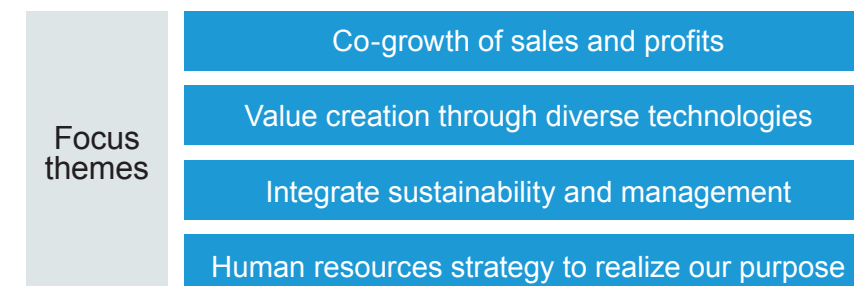 Focus
themes
Co-growth of sales and profits
Value creation through diverse technologies
Integrate sustainability and management
Human resources strategy to realize our purpose